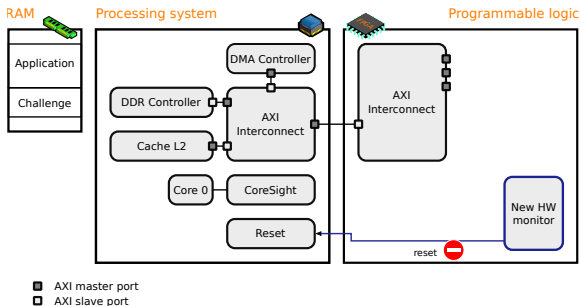 RAM
Processing system
Programmable logic
Application
Challenge
DMA Controller
DDR Controller
Cache L2
AXI
Interconnect
AXI
Interconnect
Core 0
CoreSight
Reset
New HW
monitor
reset
AXI master port
AXI slave port